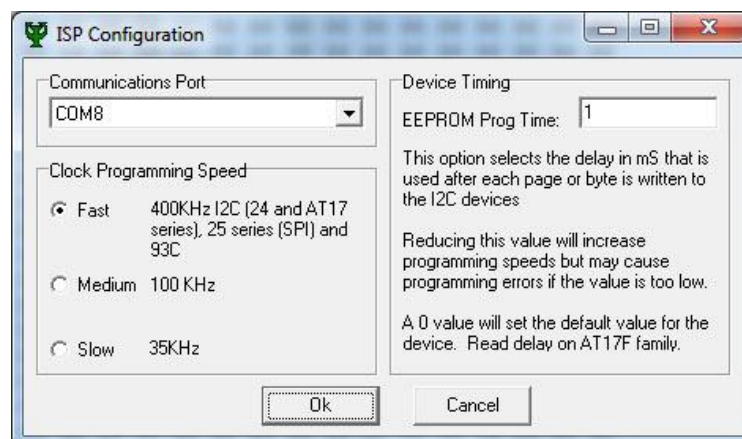 ISP Configuration
Communications Port
COM8
Clock Programming Speed
Fast
400KHz I2C (24 and AT17
series), 25 series (SPI) and
93C
Medium
100 KHz
Slow
35KHz
Device Timing
EEPROM Prog Time:
1
This option selects the delay in mS that is
used after each page or byte is written to
the I2C devices
Reducing this value will increase
programming speeds but may cause
programming errors if the value is too low.
A 0 value will set the default value for the
device. Read delay on AT17F family.
Ok
Cancel